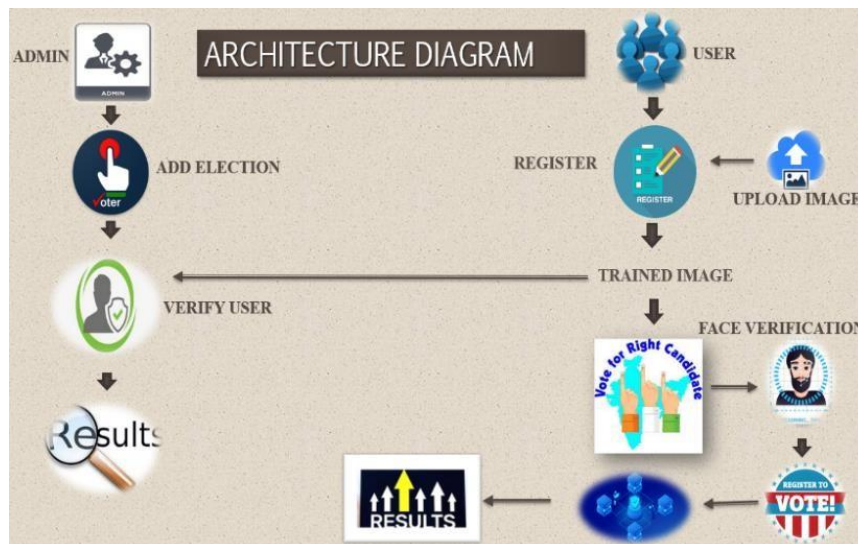 ARCHITECTURE DIAGRAM
ADMIN
ADMIN
USER
Voter
ADD ELECTION
REGISTER
REGISTER
UPLOAD IMAGE
TRAINED IMAGE
VERIFY USER
FACE VERIFICATION
Vote for Right Candidate
Results
RESULTS
REGISTER TO
VOTE!